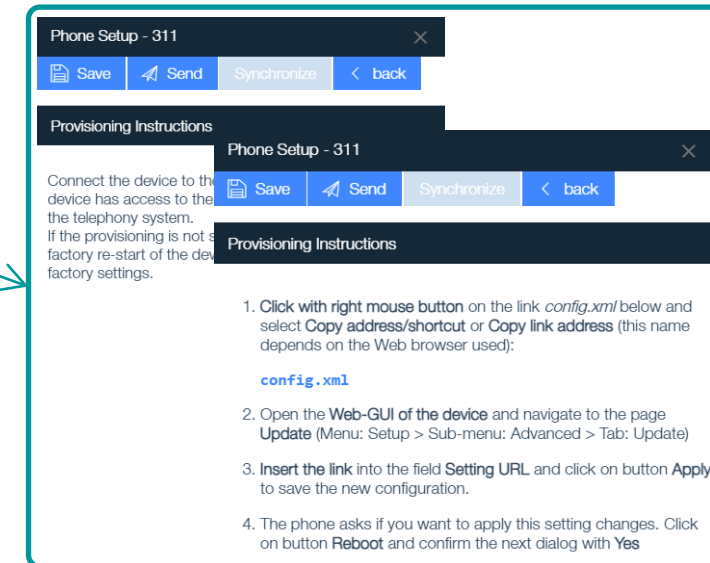 Phone Setup - 311
Save Send Synchronize back
Provisioning Instructions
Connect the device to the
device has access to the
the telephony system.
If the provisioning is not
factory re-start of the
factory settings.
Phone Setup - 311
Save Send Synchronize back
Provisioning Instructions
1. Click with right mouse button on the link config.xml below and
select Copy address/shortcut or Copy link address (this name
depends on the Web browser used):
config.xml
2. Open the Web-GUI of the device and navigate to the page
Update (Menu: Setup > Sub-menu: Advanced > Tab: Update)
3. Insert the link into the field Setting URL and click on button Apply
to save the new configuration.
4. The phone asks if you want to apply this setting changes. Click
on button Reboot and confirm the next dialog with Yes